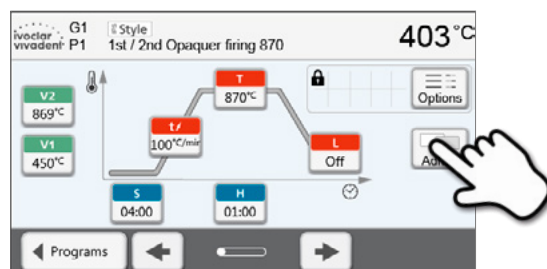 ivoclar vivadent G1 P1
IPS Style
1st / 2nd Opaquer firing 870
403°C
V2
869°C
V1
450°C
T
870°C
t↗
100°C/min
L
Off
Options
S
04:00
H
01:00
Programs